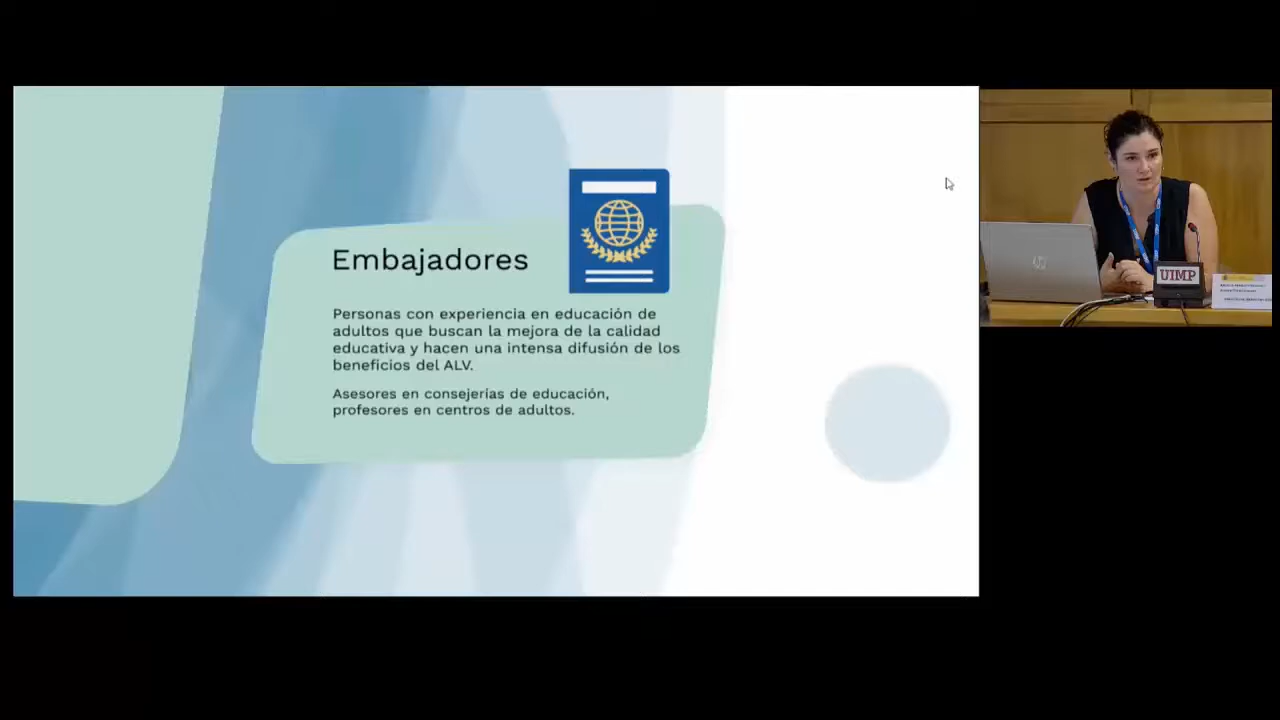 Embajadores
Personas con experiencia en educación de
adultos que buscan la mejora de la calidad
educativa y hacen una intensa difusión de los
beneficios del ALV.
Asesores en consejerías de educación,
profesores en centros de adultos.
hp
UIMP